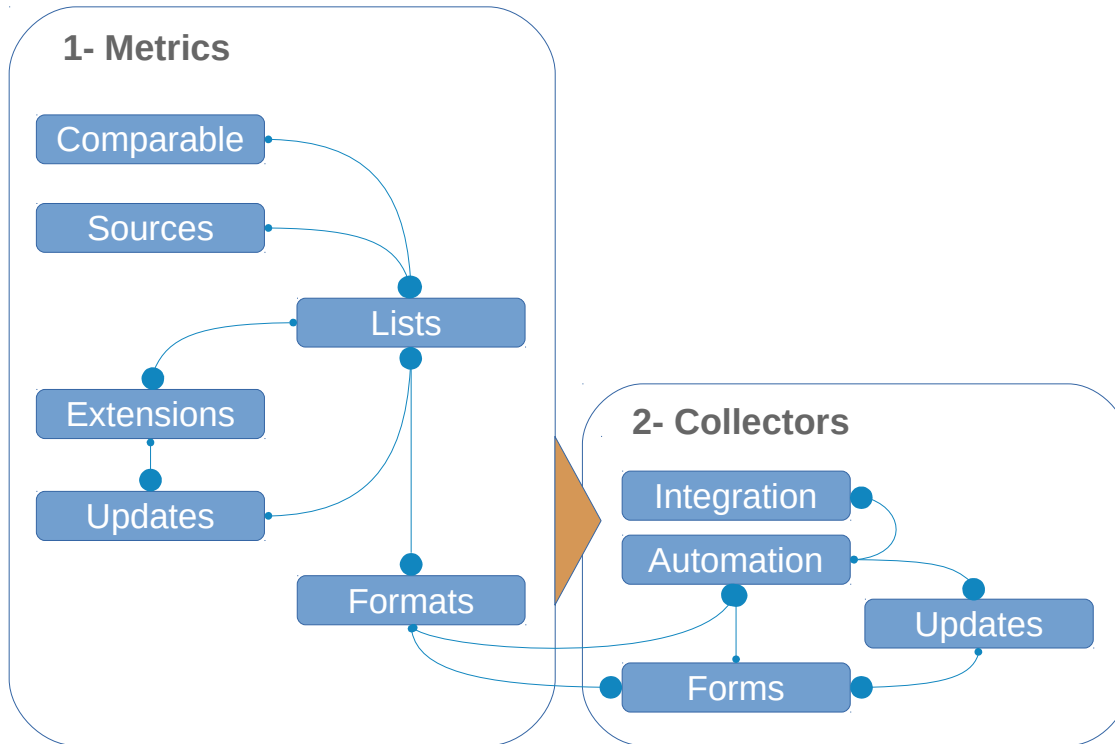 1- Metrics
Comparable
Sources
Lists
Extensions
Updates
Formats
2- Collectors
Integration
Automation
Updates
Forms